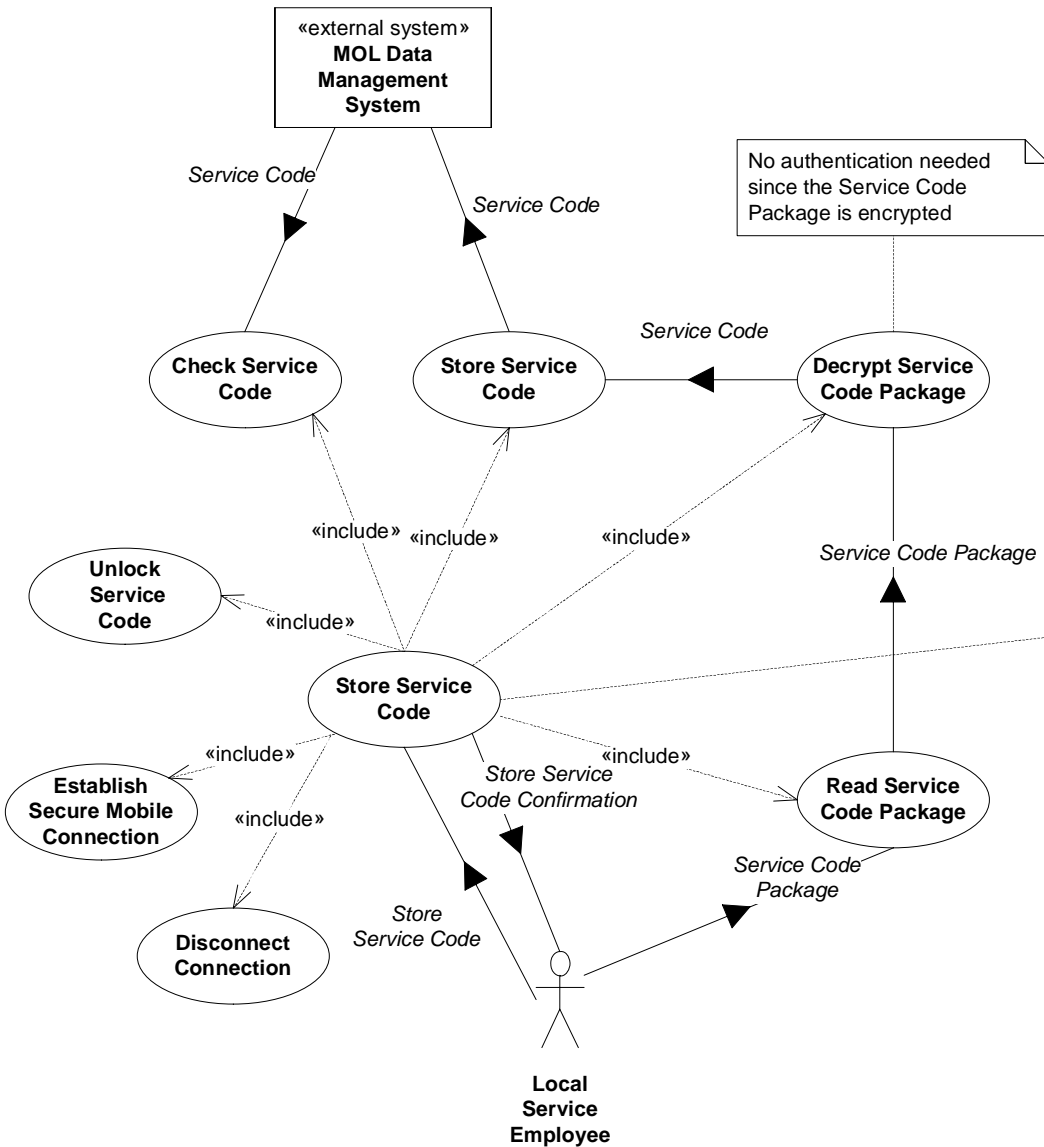 «external system»
MOL Data
Management
System
Service Code
Service Code
No authentication needed
since the Service Code
Package is encrypted
Service Code
Check Service
Code
Store Service
Code
Decrypt Service
Code Package
«include»
«include»
«include»
Service Code Package
Unlock
Service
Code
«include»
Store Service
Code
«include»
«include»
Establish
Secure Mobile
Connection
«include»
Store Service
Code Confirmation
Read Service
Code Package
Service Code
Package
Store
Service Code
Disconnect
Connection
Local
Service
Employee